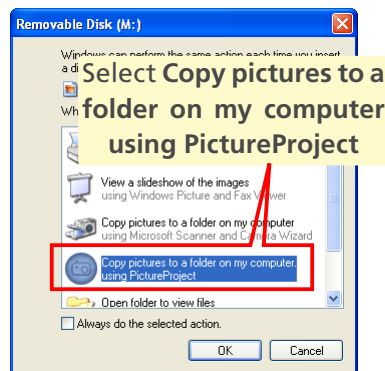 Removable Disk (M:)
Windows can perform the same action each time you insert
a di
Select Copy pictures to a
folder on my computer
using PictureProject
Wh
View a slideshow of the images
using Windows Picture and Fax Viewer
Copy pictures to a folder on my computer
using Microsoft Scanner and Camera Wizard
Copy pictures to a folder on my computer.
using PictureProject
Open folder to view files
Always do the selected action.
OK Cancel